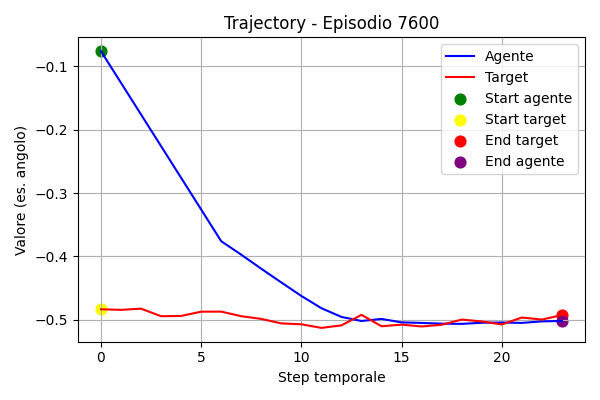 Trajectory - Episodio 7600
Valore (es. angolo)
−0.1
−0.2
−0.3
−0.4
−0.5
0
5
10
15
20
Step temporale
Agente
Target
Start agente
Start target
End target
End agente